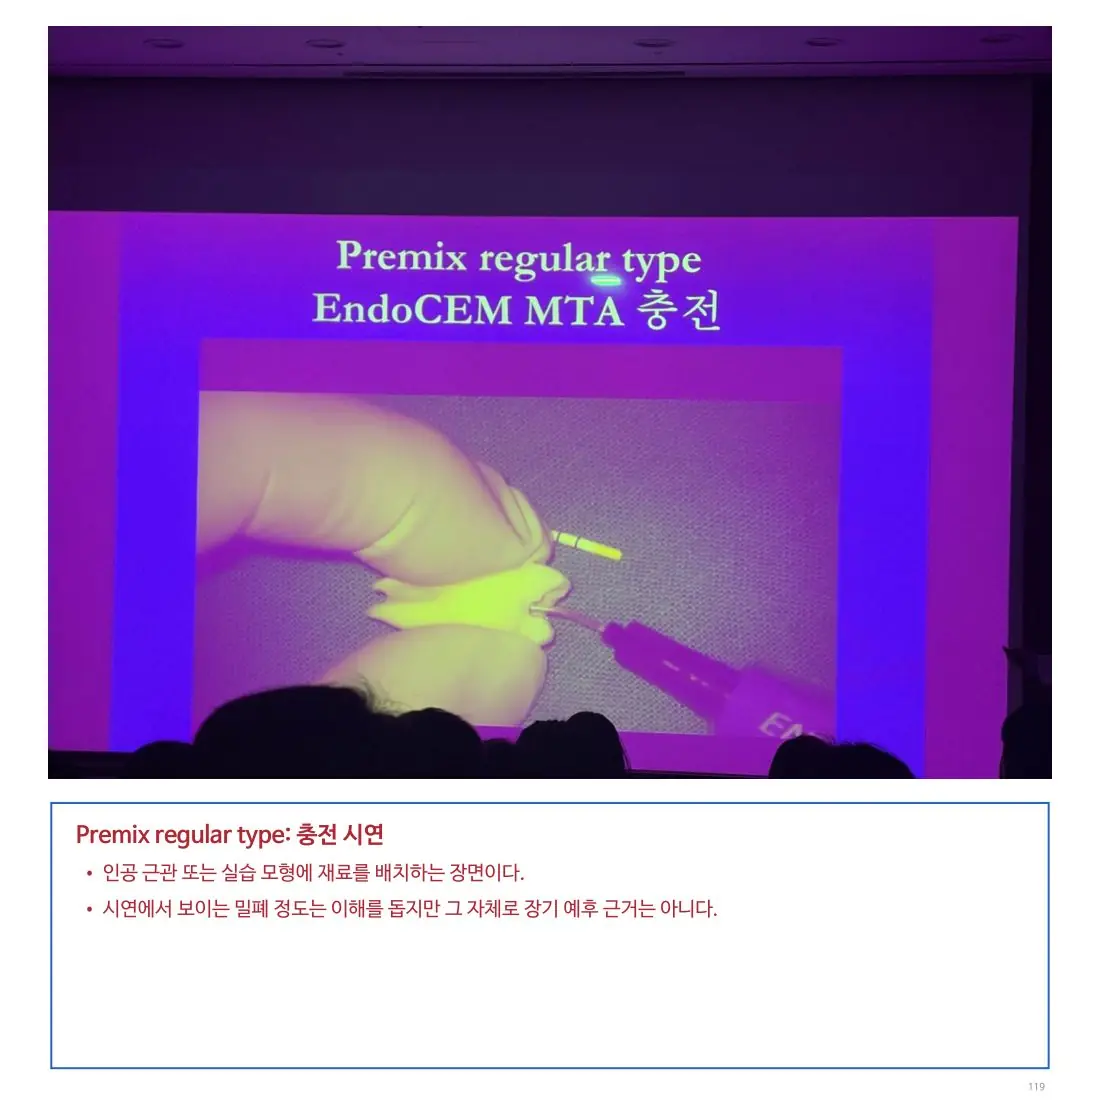 Premix regular type
EndoCEM MTA 충전
Premix regular type: 충전 시연
• 인공 근관 또는 실습 모형에 재료를 배치하는 장면이다.
• 시연에서 보이는 밀폐 정도는 이해를 돕지만 그 자체로 장기 예후 근거는 아니다.
119